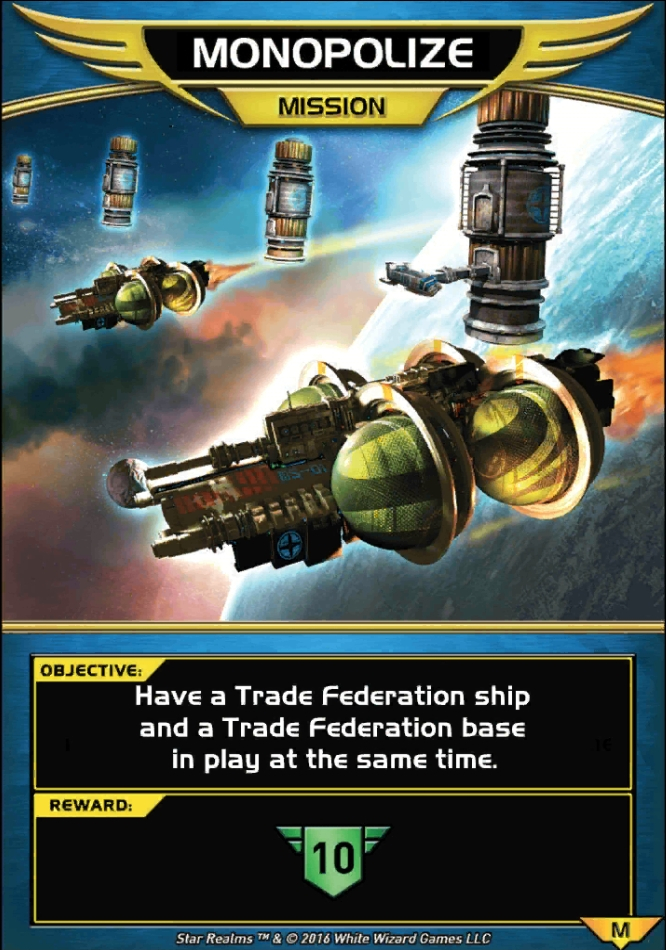 MONOPOLIZE
MISSION
OBJECTIVE:
Have a Trade Federation ship
and a Trade Federation base
in play at the same time.
REWARD:
10
M
Star Realms ™ & © 2016 White Wizard Games LLC